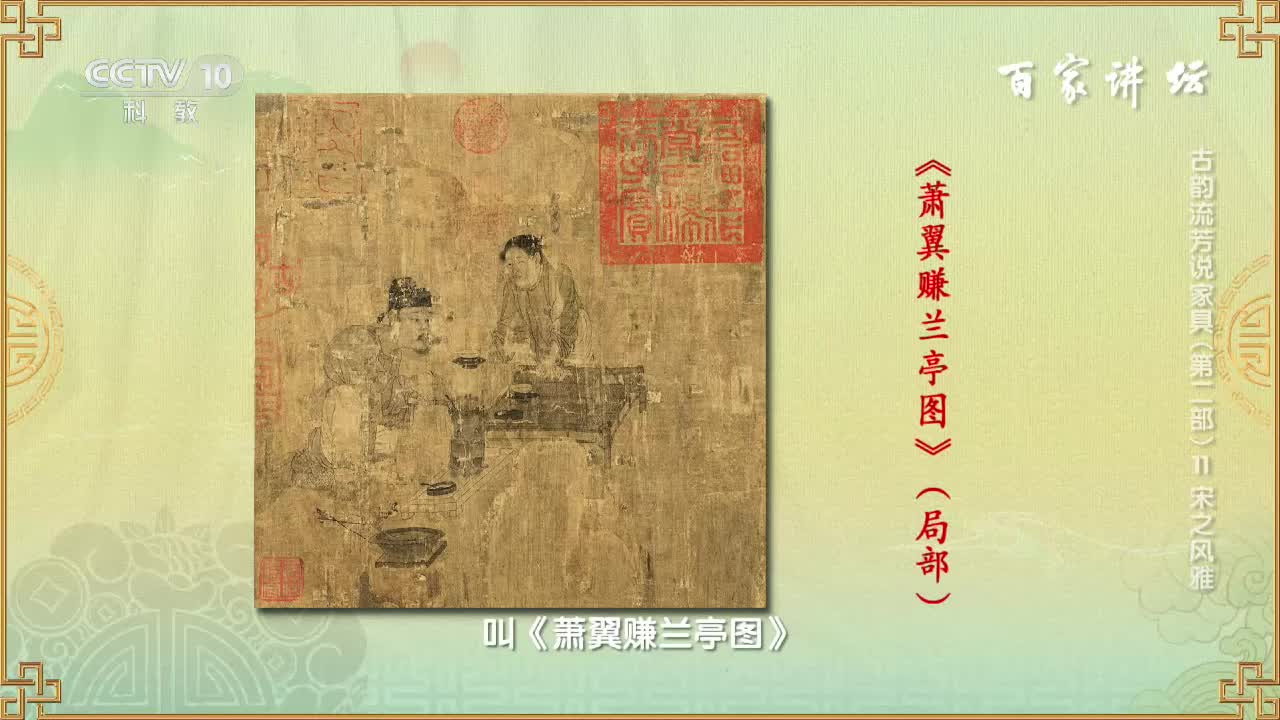 CCTV 10
科教
百家讲坛
古韵流芳说家具(第二部) 11 宋之风雅
《萧翼赚兰亭图》(局部)
叫《萧翼赚兰亭图》